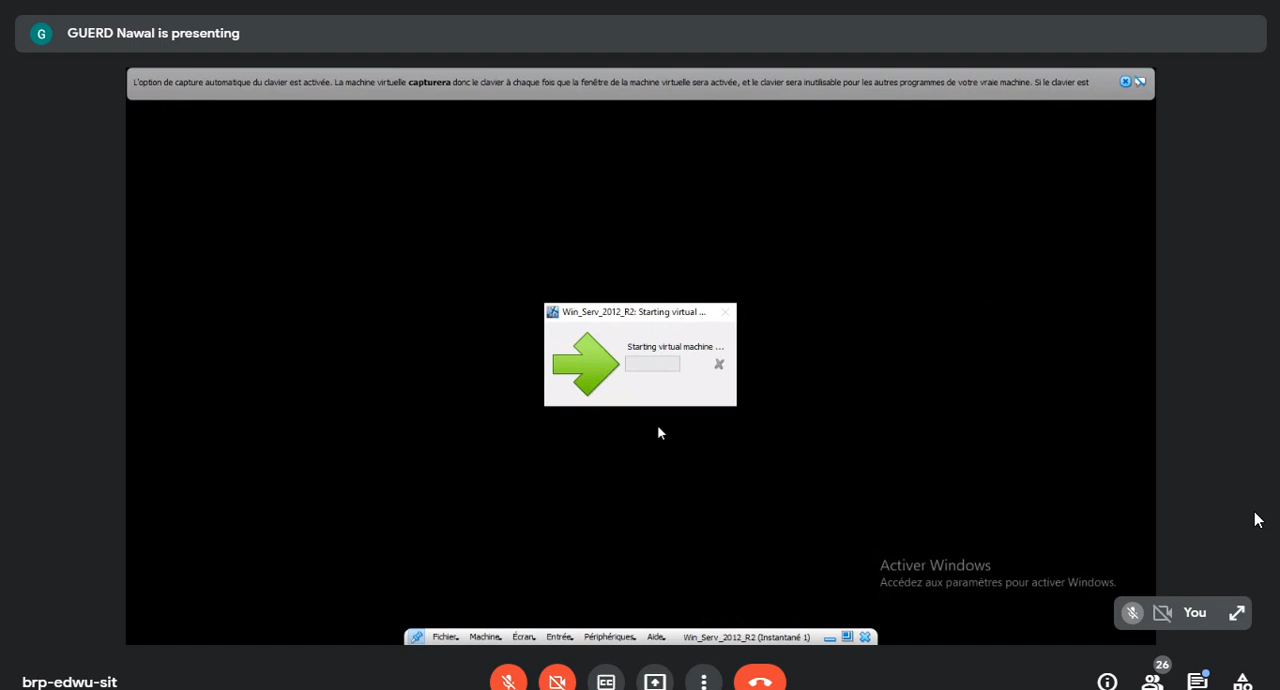 G GUERD Nawal is presenting
L'option de capture automatique du clavier est activée. La machine virtuelle capturera donc le clavier à chaque fois que la fenêtre de la machine virtuelle sera activée, et le clavier sera inutilisable pour les autres programmes de votre vraie machine. Si le clavier est
Win_Serv_2012_R2: Starting virtual ...
Starting virtual machine ...
Activer Windows
Accédez aux paramètres pour activer Windows.
You
Fichier Machine Écran Entrée Périphériques Aide Win_Serv_2012_R2 (Instantané 1)
26
brp-edwu-sit
CC